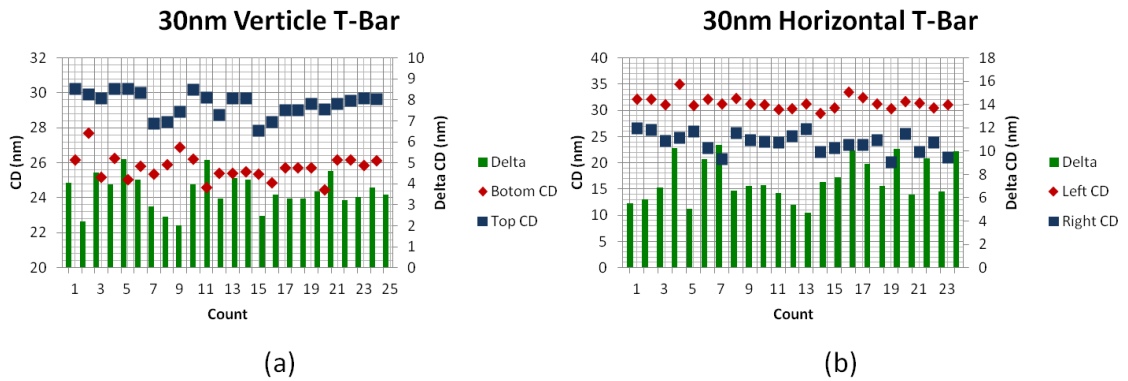 30nm Verticle T-Bar
CD (nm)
32
30
28
26
24
22
20
10
9
8
7
6
5
4
3
2
1
0
Delta CD (nm)
1 3 5 7 9 11 13 15 17 19 21 23 25
Count
Delta
Botom CD
Top CD
(a)
30nm Horizontal T-Bar
CD (nm)
40
35
30
25
20
15
10
5
0
18
16
14
12
10
8
6
4
2
0
Delta CD (nm)
1 3 5 7 9 11 13 15 17 19 21 23
Count
Delta
Left CD
Right CD
(b)